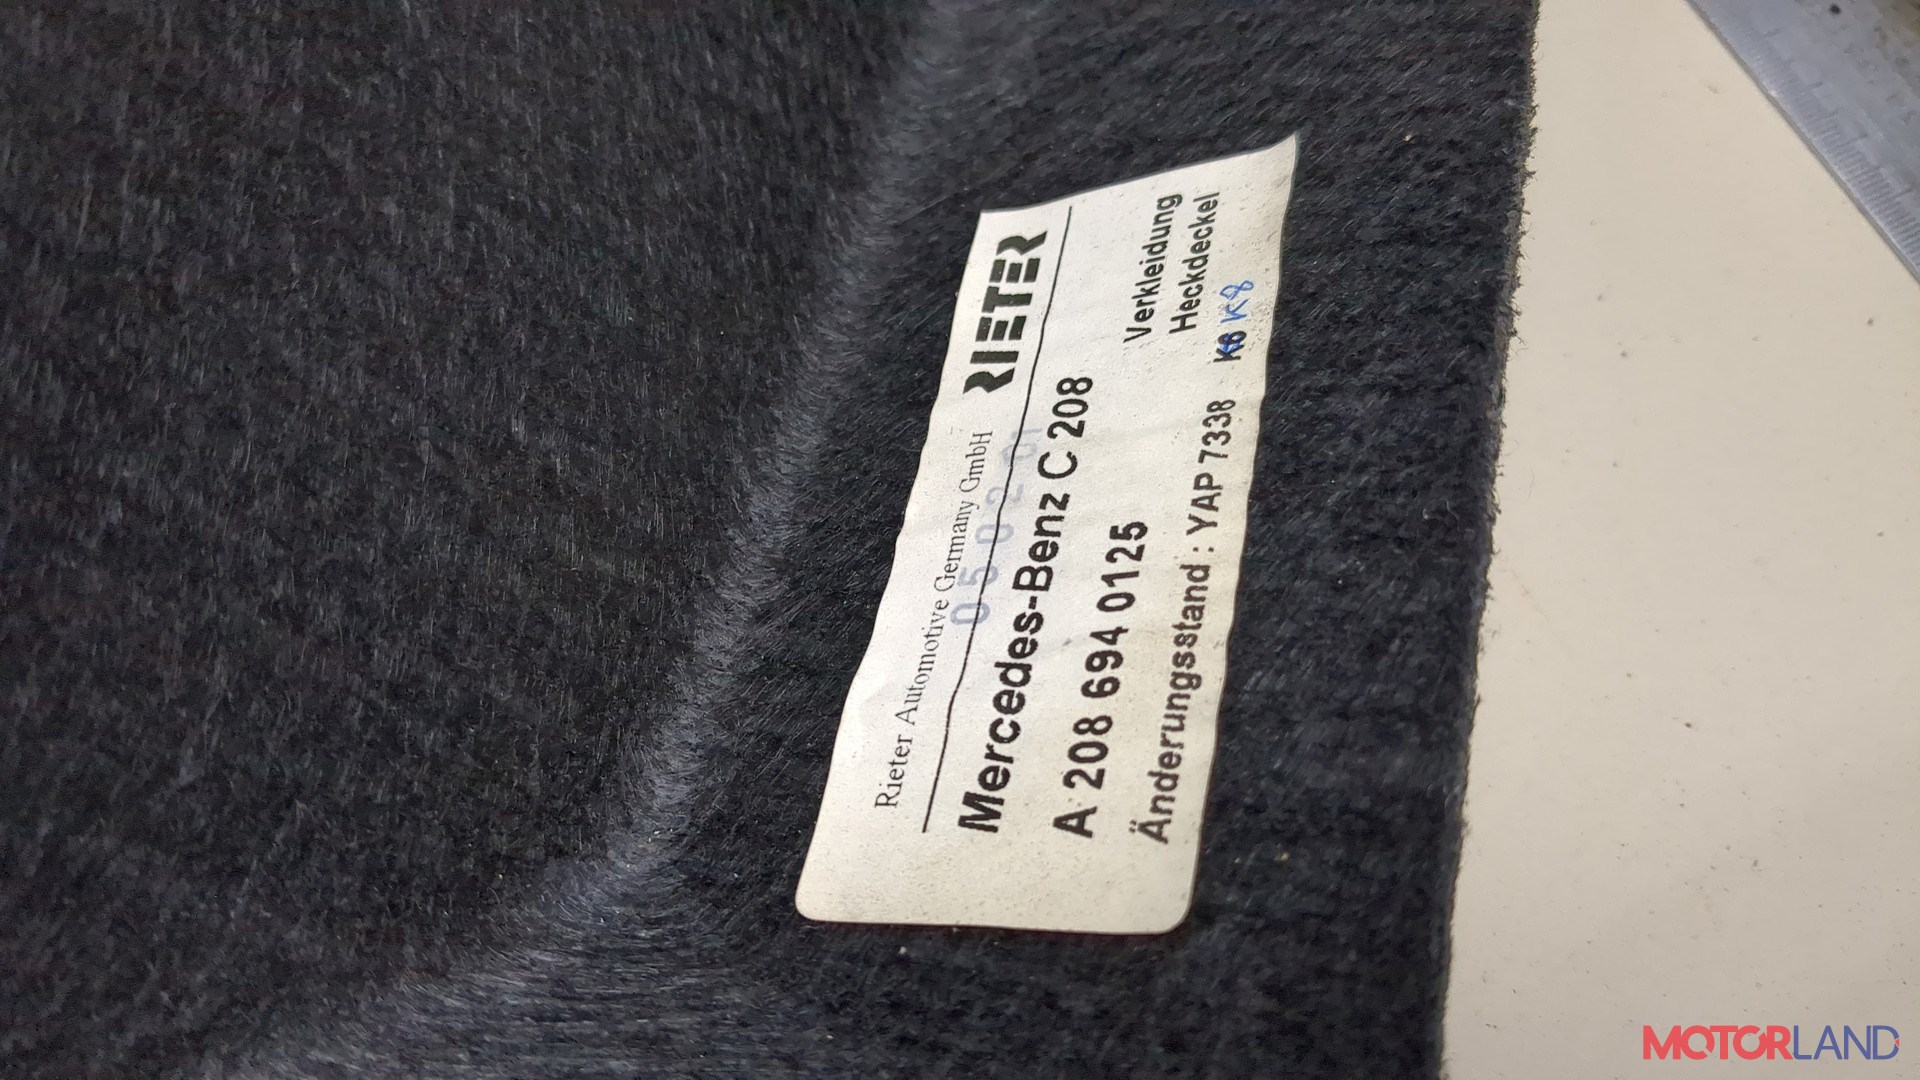 Rieter Automotive Germany GmbH RIETER
05 02 01
Mercedes-Benz C 208
A 208 694 0125
Verkleidung
Heckdeckel
Änderungsstand : YAP 7338 K6 K8
MOTORLAND